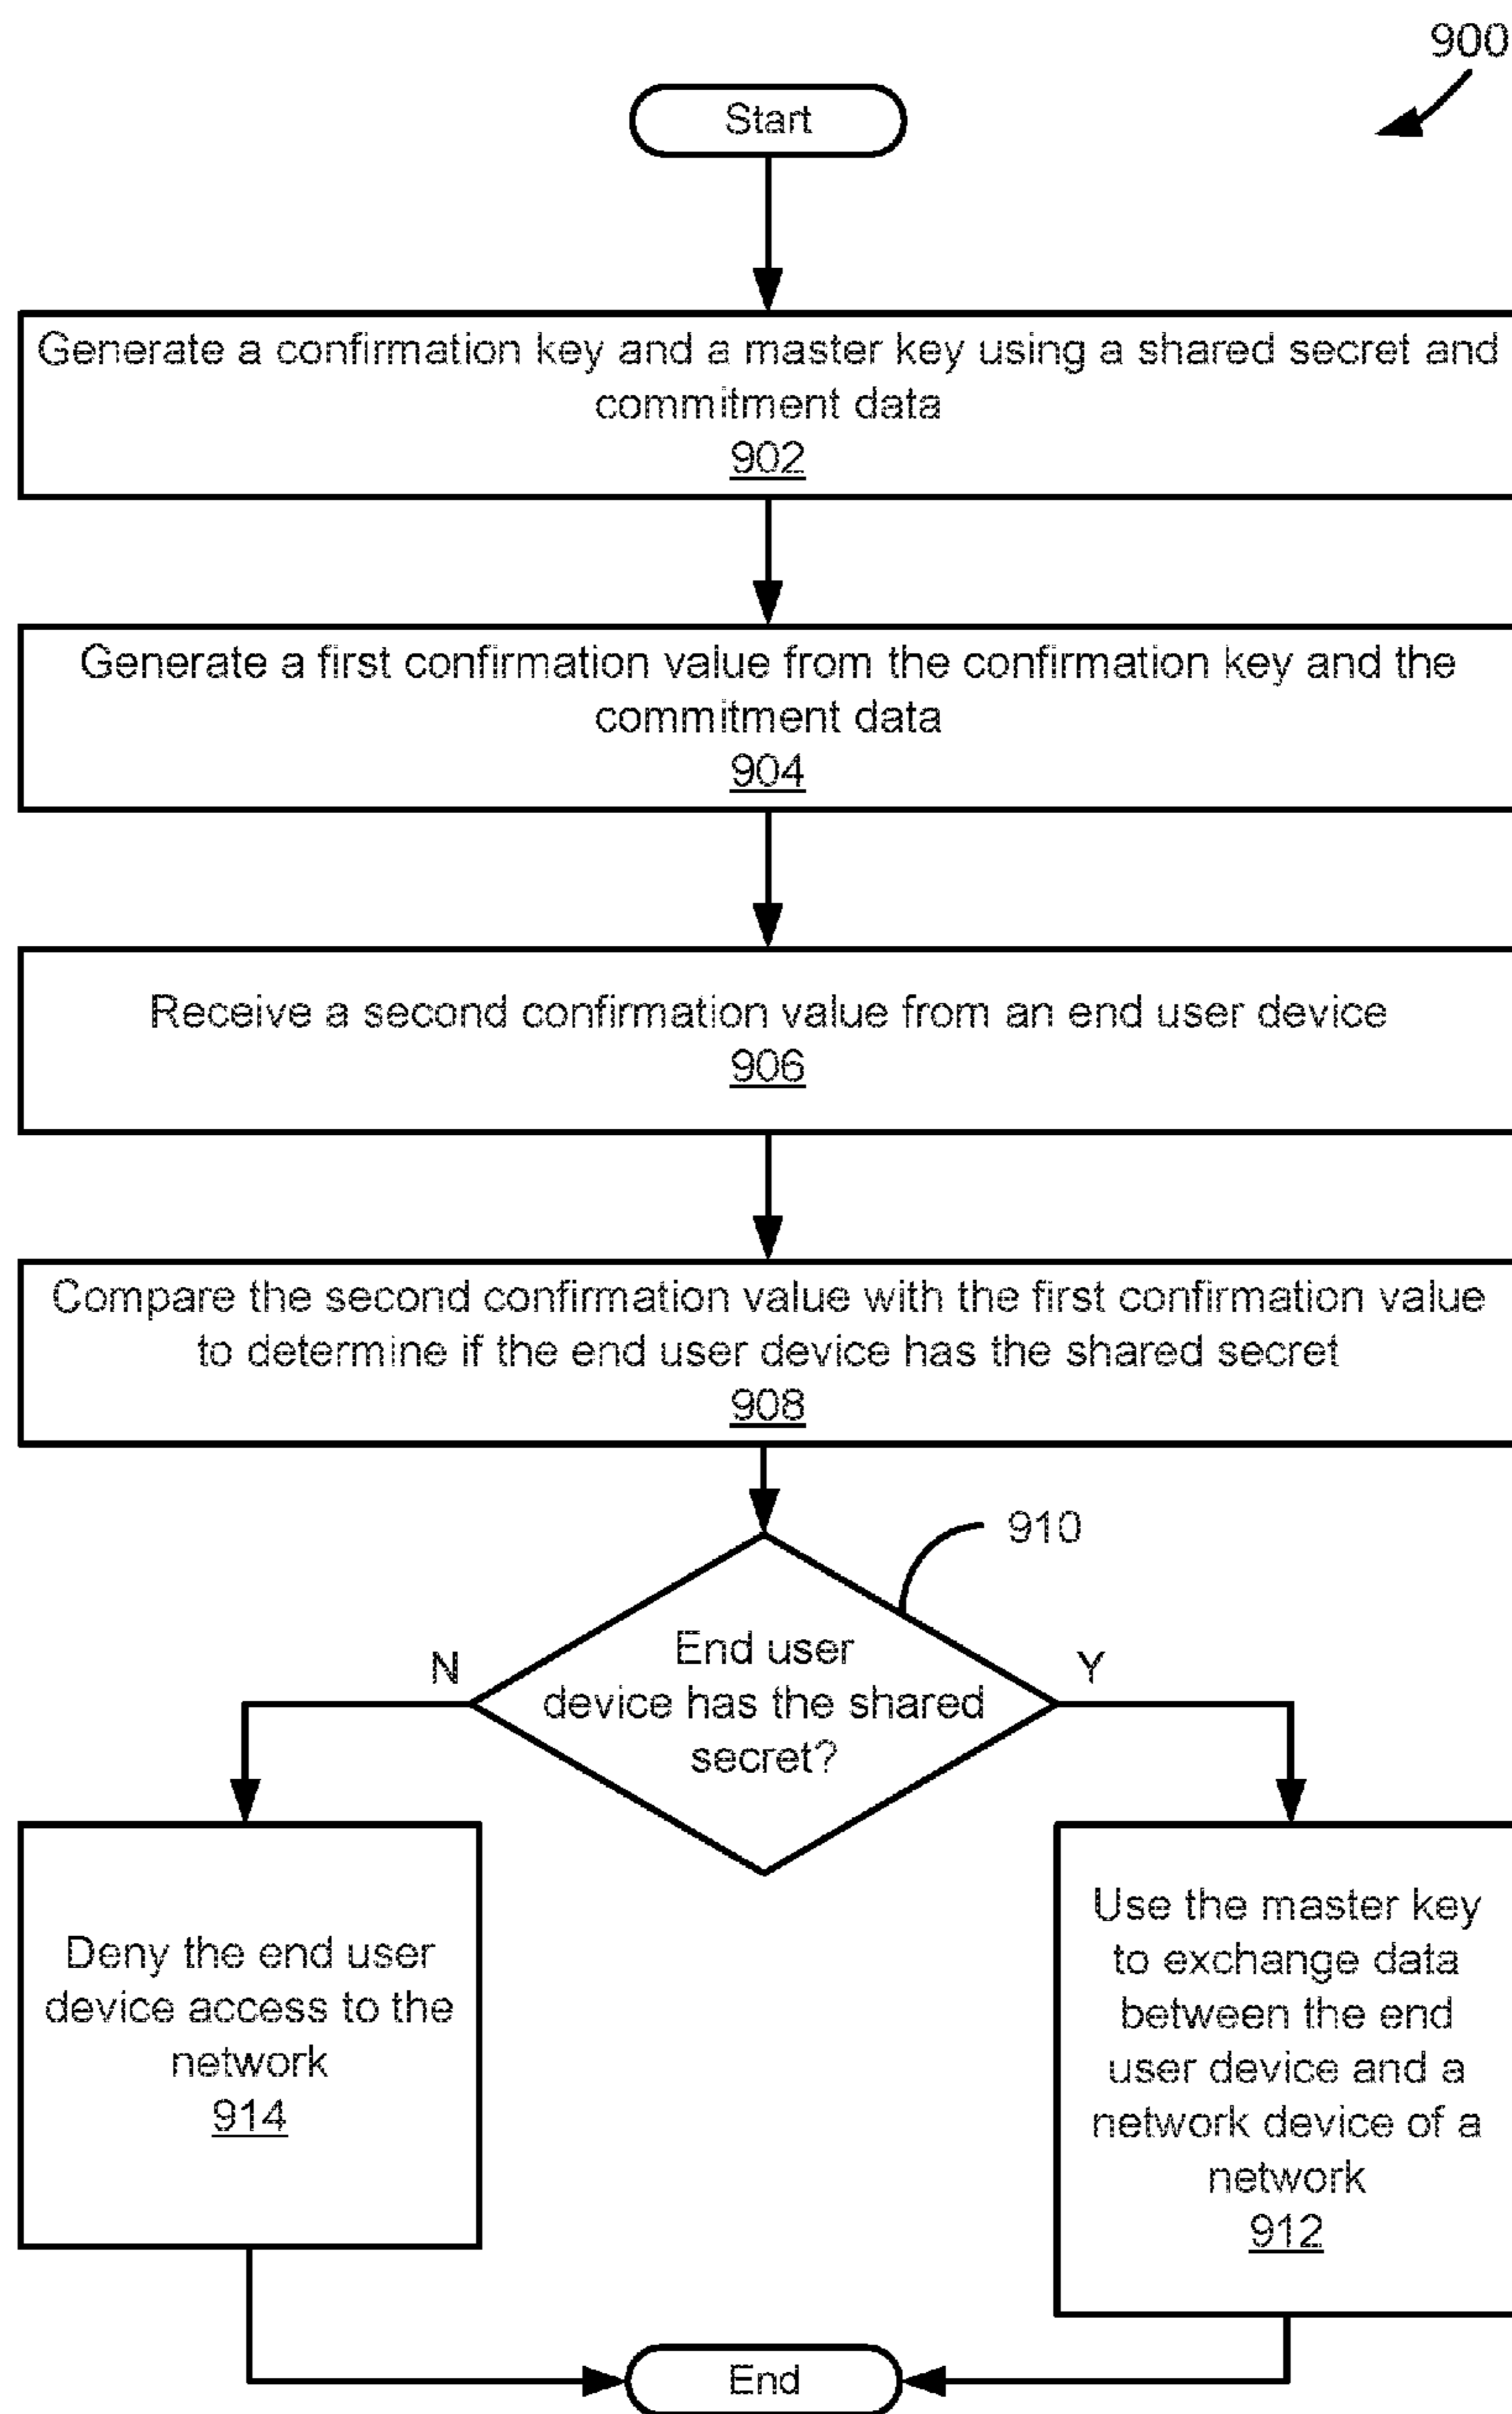 900
Start
Generate a confirmation key and a master key using a shared secret and
commitment data
902
Generate a first confirmation value from the confirmation key and the
commitment data
904
Receive a second confirmation value from an end user device
906
Compare the second confirmation value with the first confirmation value
to determine if the end user device has the shared secret
908
910
End user
device has the shared
secret?
N
Y
Deny the end user
device access to the
network
914
Use the master key
to exchange data
between the end
user device and a
network device of a
network
912
End